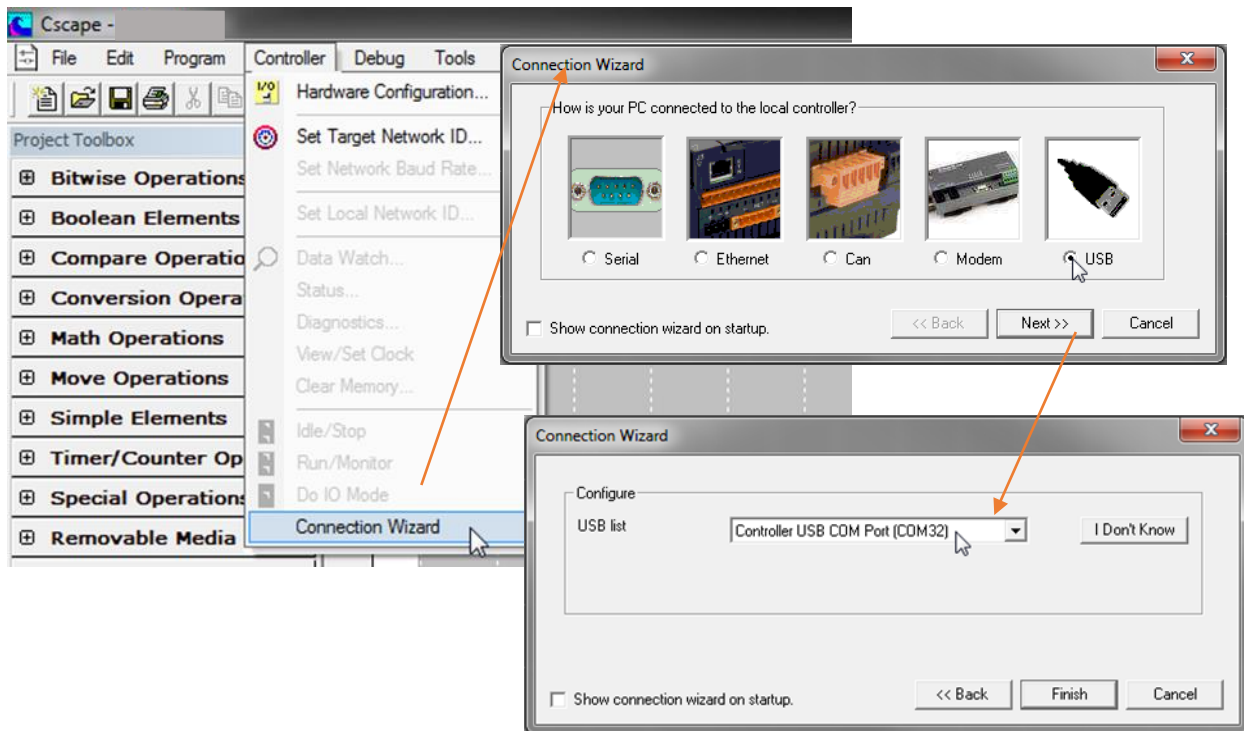 Cscape -
File Edit Program Controller Debug Tools
Project Toolbox
Bitwise Operations
Boolean Elements
Compare Operatio
Conversion Opera
Math Operations
Move Operations
Simple Elements
Timer/Counter Op
Special Operations
Removable Media
I/O
Hardware Configuration...
Set Target Network ID...
Set Network Baud Rate...
Set Local Network ID...
Data Watch...
Status...
Diagnostics...
View/Set Clock
Clear Memory...
Idle/Stop
Run/Monitor
Do IO Mode
Connection Wizard
Connection Wizard
How is your PC connected to the local controller?
Serial Ethernet Can Modem USB
Show connection wizard on startup.
<< Back Next >> Cancel
Connection Wizard
Configure
USB list Controller USB COM Port (COM32) I Don't Know
Show connection wizard on startup.
<< Back Finish Cancel